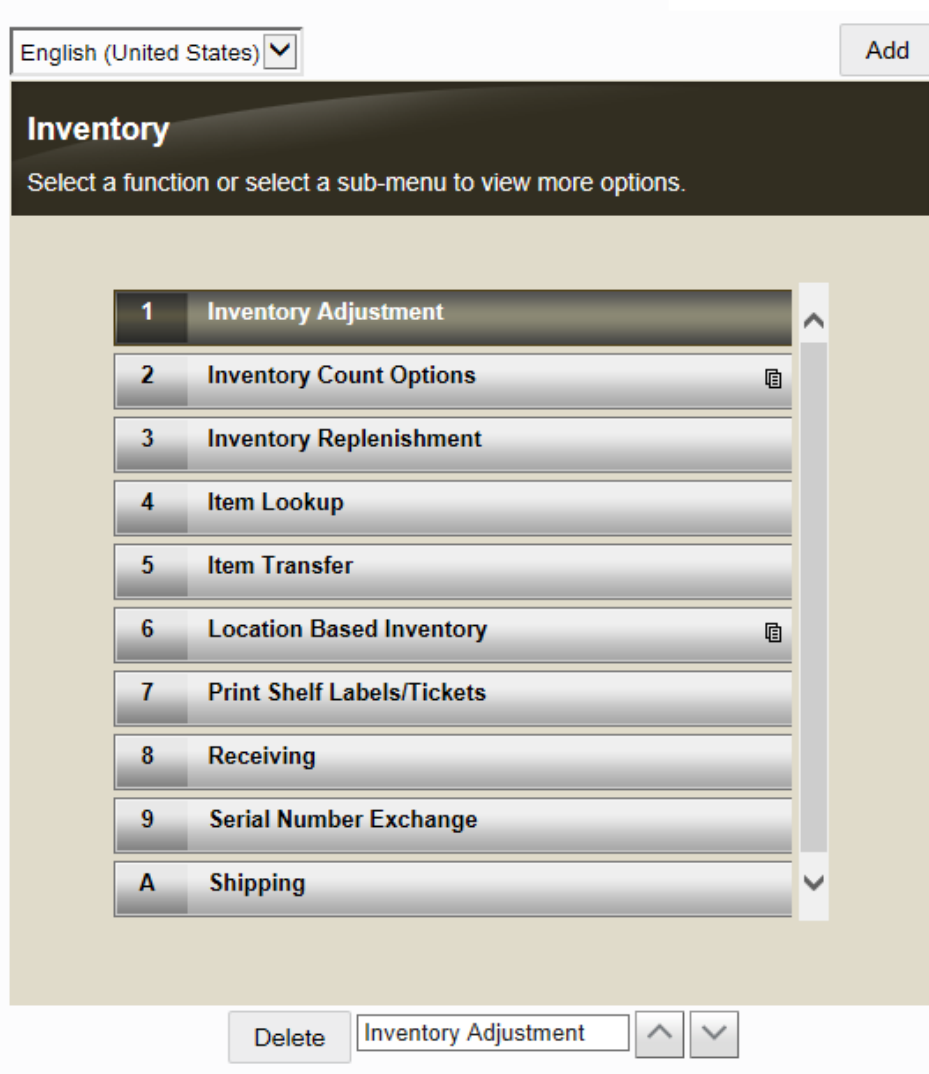 English (United States)
Add
Inventory
Select a function or select a sub-menu to view more options.
1 Inventory Adjustment
2 Inventory Count Options
3 Inventory Replenishment
4 Item Lookup
5 Item Transfer
6 Location Based Inventory
7 Print Shelf Labels/Tickets
8 Receiving
9 Serial Number Exchange
A Shipping
Delete Inventory Adjustment